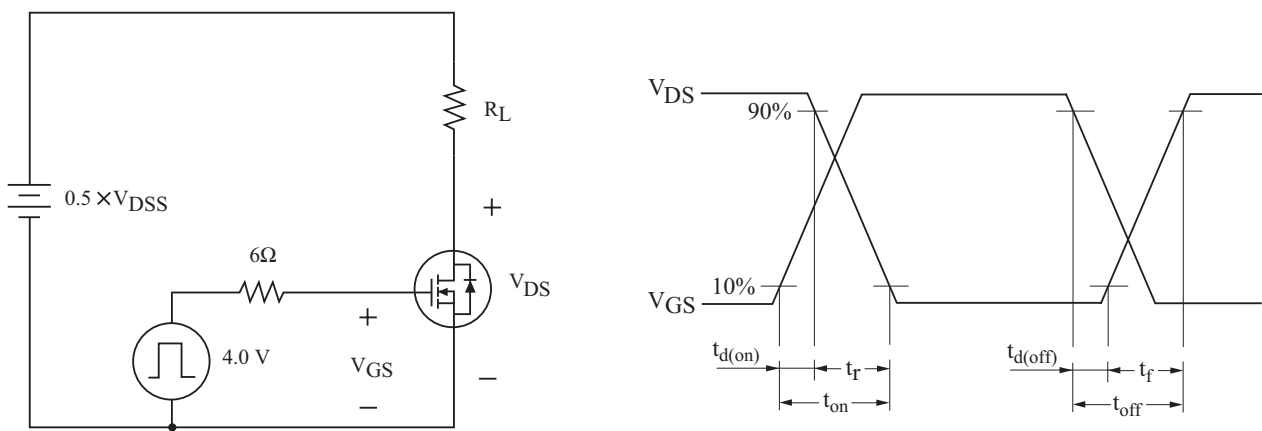 R_L
0.5 ×V_DSS
+
6Ω
V_DS
+
4.0 V
V_GS
−
−
V_DS
90%
10%
V_GS
t_d(on)
t_r
t_on
t_d(off)
t_f
t_off